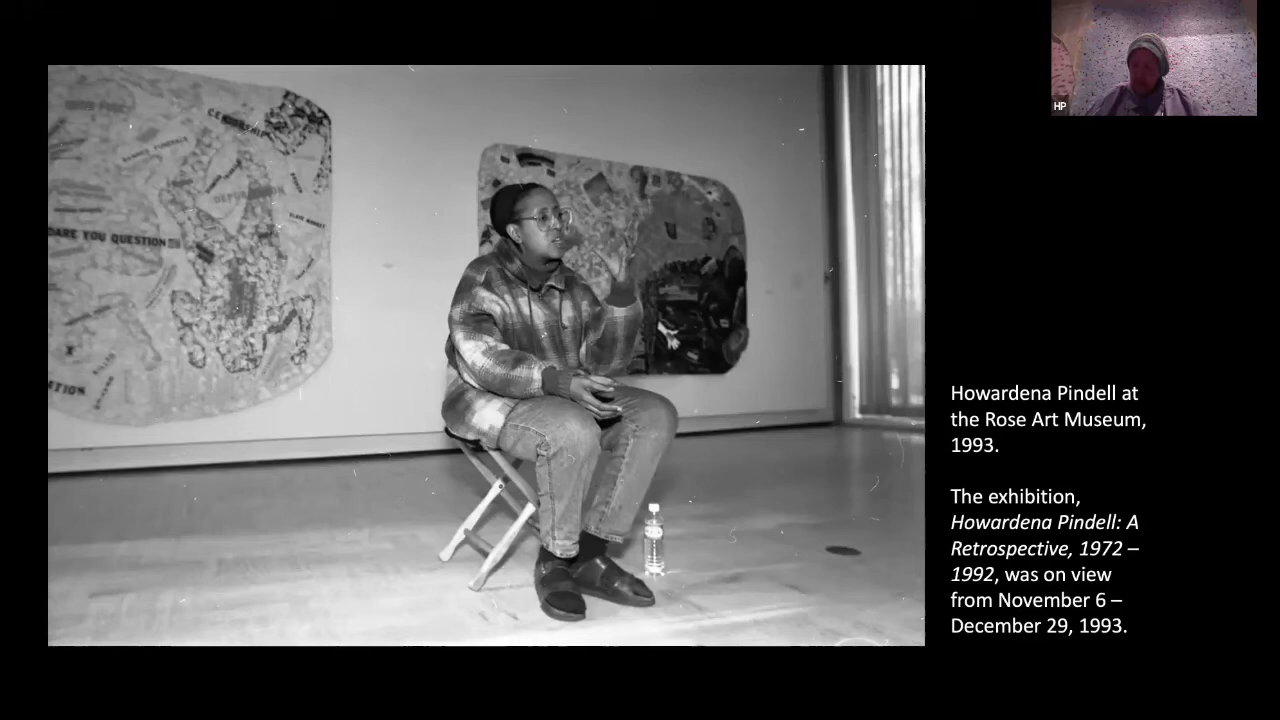 HP
CENSORSHIP
DARE YOU QUESTION
Howardena Pindell at
the Rose Art Museum,
1993.
The exhibition,
Howardena Pindell: A
Retrospective, 1972 –
1992, was on view
from November 6 –
December 29, 1993.